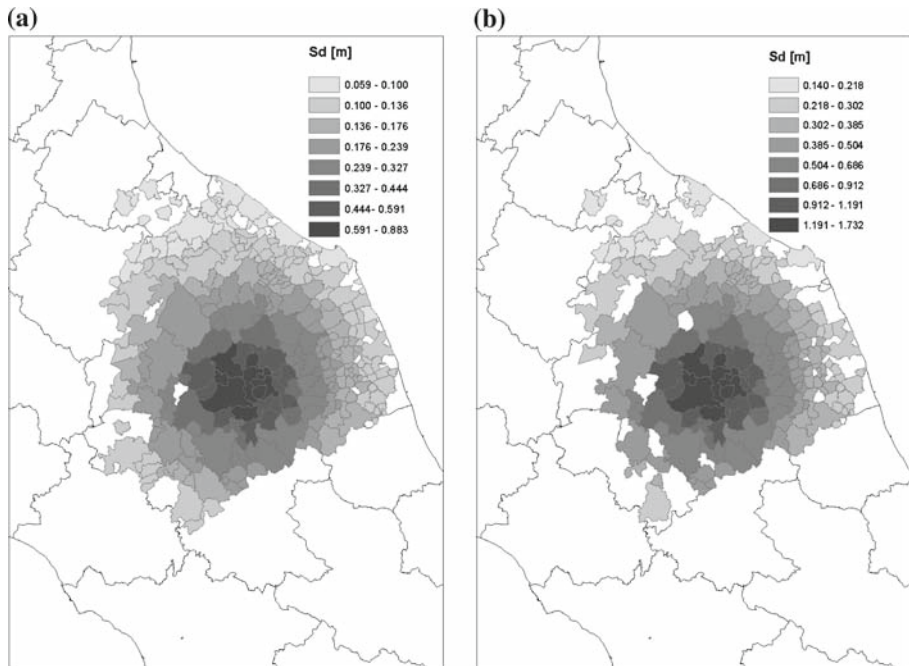 (a)
Sd [m]
0.059 - 0.100
0.100 - 0.136
0.136 - 0.176
0.176 - 0.239
0.239 - 0.327
0.327 - 0.444
0.444 - 0.591
0.591 - 0.883
(b)
Sd [m]
0.140 - 0.218
0.218 - 0.302
0.302 - 0.385
0.385 - 0.504
0.504 - 0.686
0.686 - 0.912
0.912 - 1.191
1.191 - 1.732